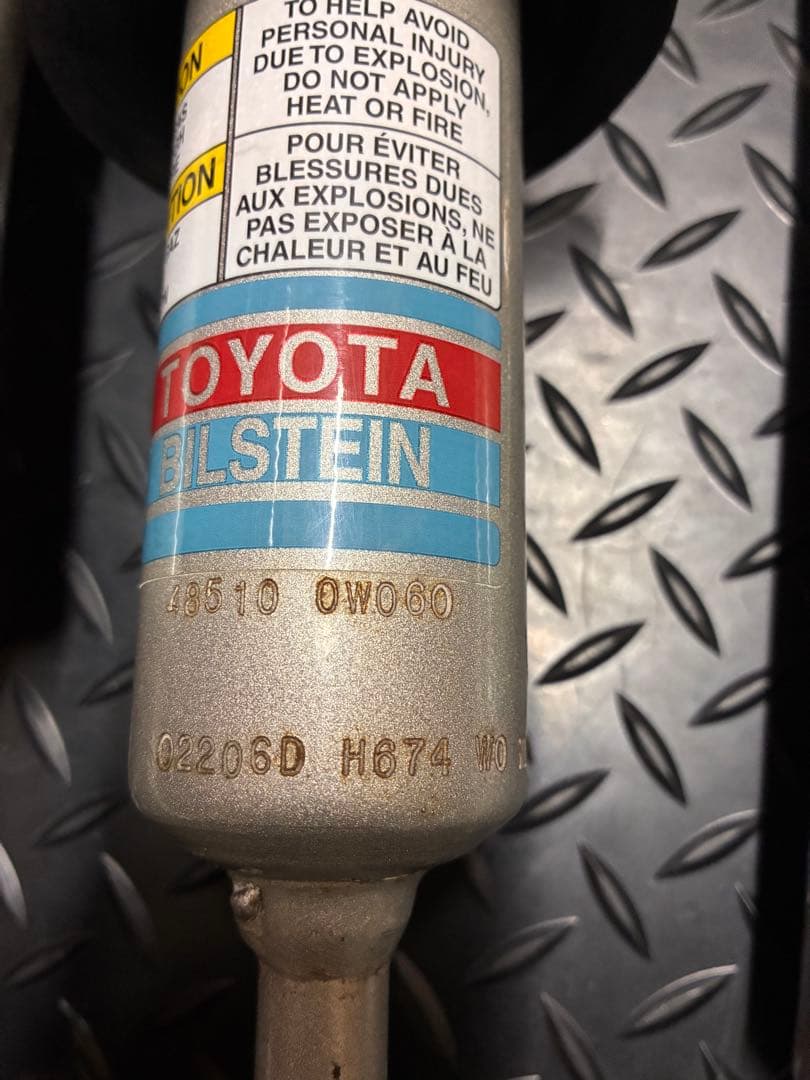 TO HELP AVOID
PERSONAL INJURY
DUE TO EXPLOSION,
DO NOT APPLY
HEAT OR FIRE
POUR ÉVITER
BLESSURES DUES
AUX EXPLOSIONS, NE
PAS EXPOSER À LA
CHALEUR ET AU FEU
TOYOTA
BILSTEIN
48510 0W060
02206D H674 W0